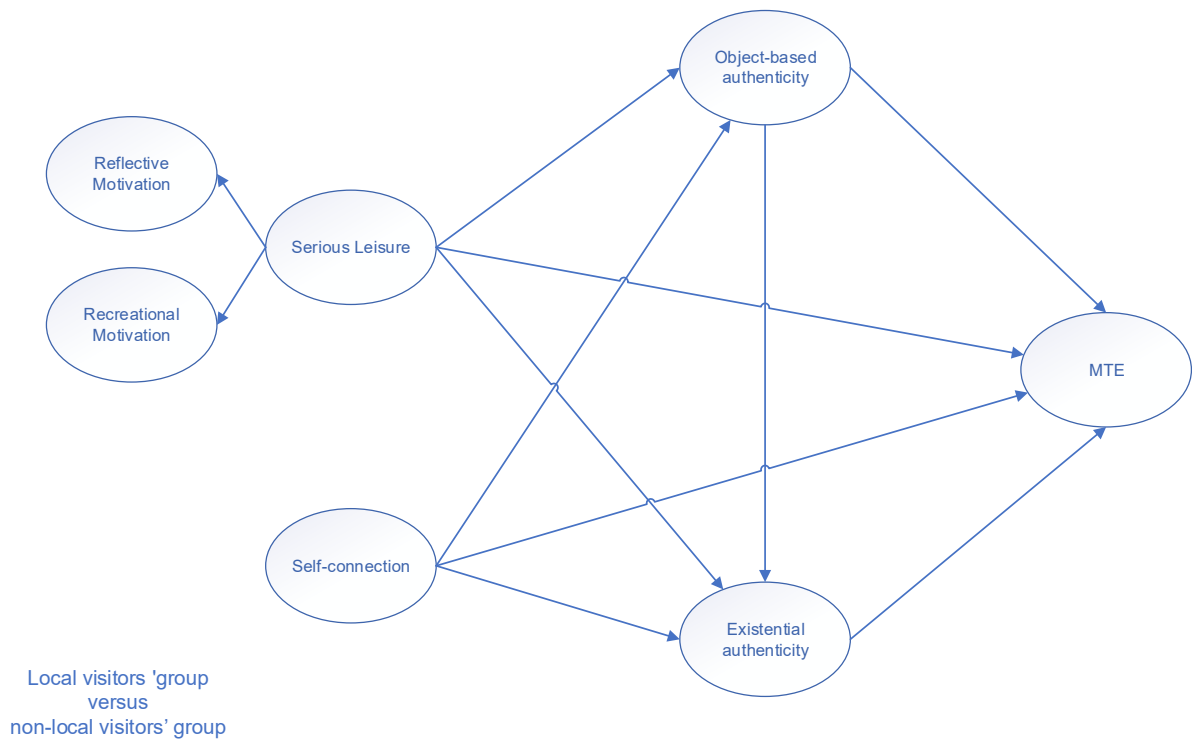 Object-based
authenticity
Reflective
Motivation
Serious Leisure
Recreational
Motivation
MTE
Self-connection
Existential
authenticity
Local visitors 'group
versus
non-local visitors’ group